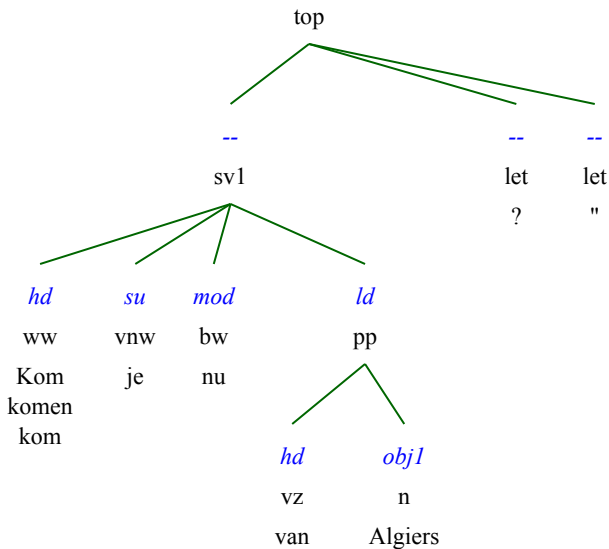 top
-- -- --
sv1 let let
? "
hd su mod ld
ww vnw bw pp
Kom je nu
komen
kom
hd obj1
vz n
van Algiers